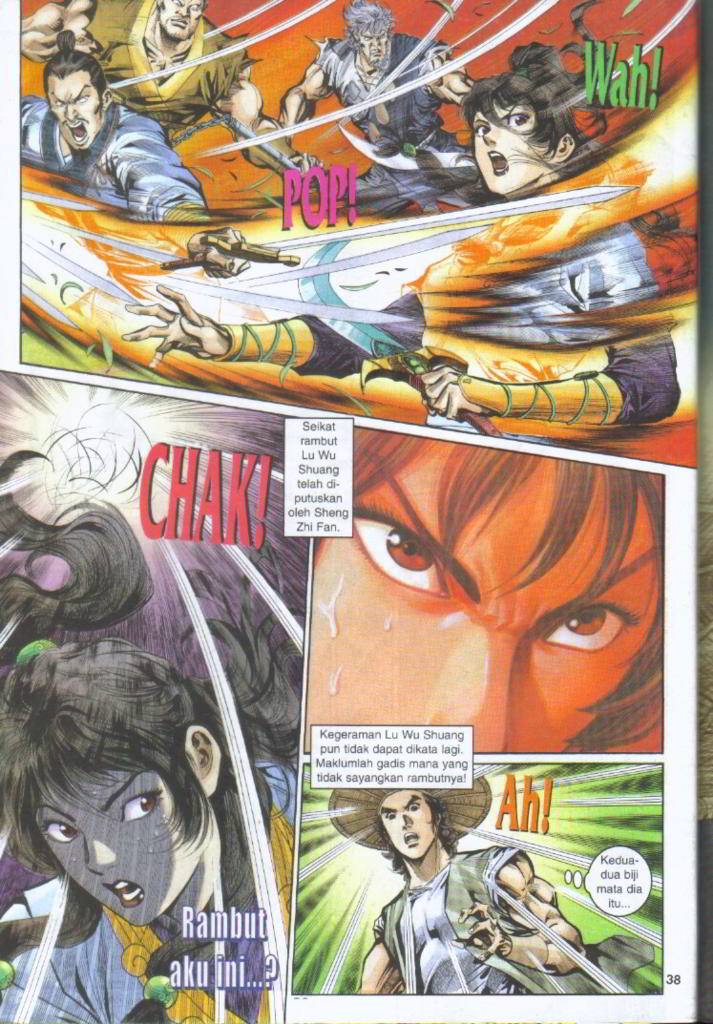 Wah!
POP!
CHAK!
Seikat
rambut
Lu Wu
Shuang
telah di-
putuskan
oleh Sheng
Zhi Fan.
Kegeraman Lu Wu Shuang
pun tidak dapat dikata lagi.
Maklumlah gadis mana yang
tidak sayangkan rambutnya!
Rambut
aku ini...?
Ah!
Kedua-
dua biji
mata dia
itu...
38